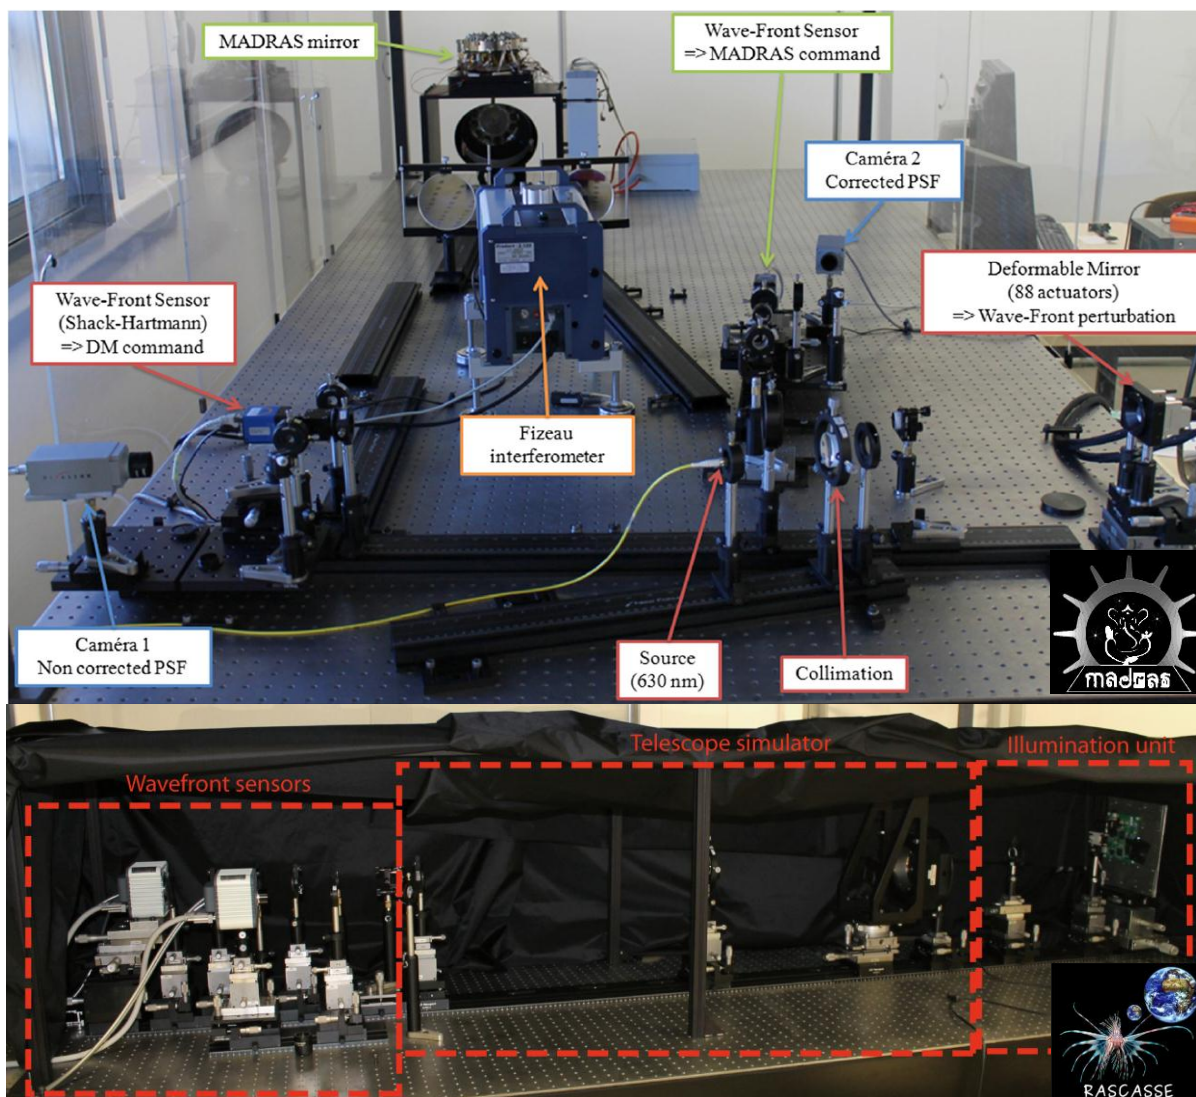 MADRAS mirror
Wave-Front Sensor
=> MADRAS command
Caméra 2
Corrected PSF
Wave-Front Sensor
(Shack-Hartmann)
=> DM command
Deformable Mirror
(88 actuators)
=> Wave-Front perturbation
Fizeau
interferometer
Caméra 1
Non corrected PSF
Source
(630 nm)
Collimation
madras
Wavefront sensors
Telescope simulator
Illumination unit
RASCASSE